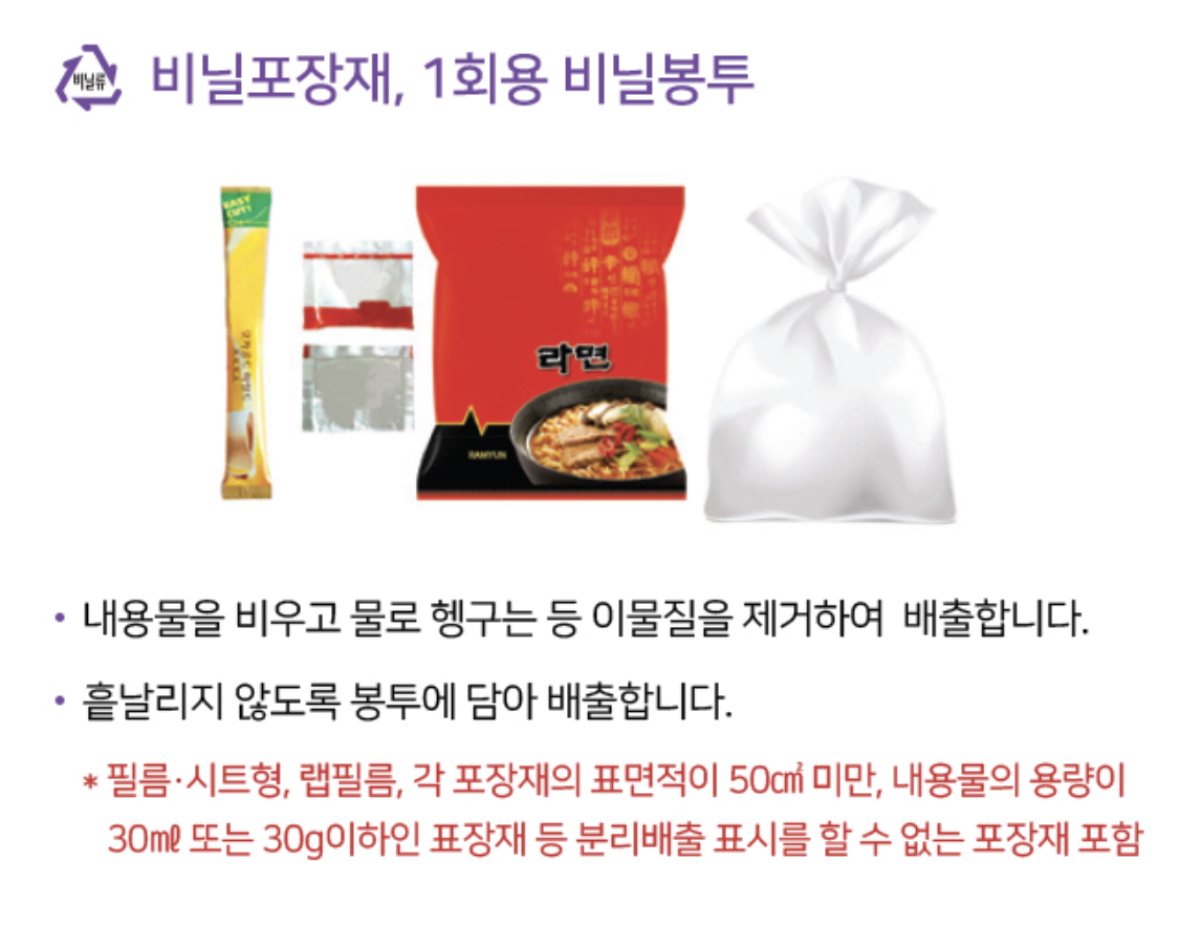 비닐류
비닐포장재, 1회용 비닐봉투
EASY
CUT!
라면
RAMYUN
• 내용물을 비우고 물로 헹구는 등 이물질을 제거하여 배출합니다.
• 흩날리지 않도록 봉투에 담아 배출합니다.
* 필름·시트형, 랩필름, 각 포장재의 표면적이 50㎠ 미만, 내용물의 용량이
30㎖ 또는 30g이하인 표장재 등 분리배출 표시를 할 수 없는 포장재 포함